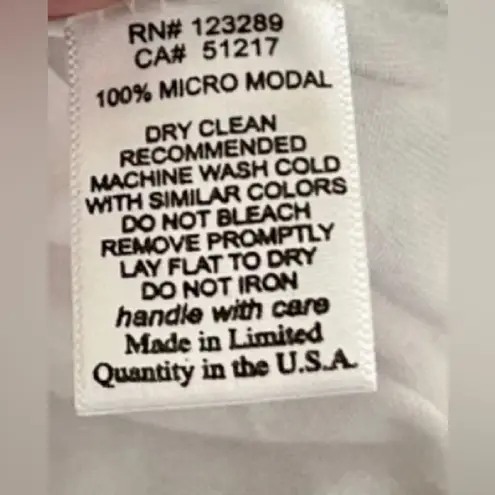 RN# 123289
CA# 51217
100% MICRO MODAL
DRY CLEAN
RECOMMENDED
MACHINE WASH COLD
WITH SIMILAR COLORS
DO NOT BLEACH
REMOVE PROMPTLY
LAY FLAT TO DRY
DO NOT IRON
handle with care
Made in Limited
Quantity in the U.S.A.